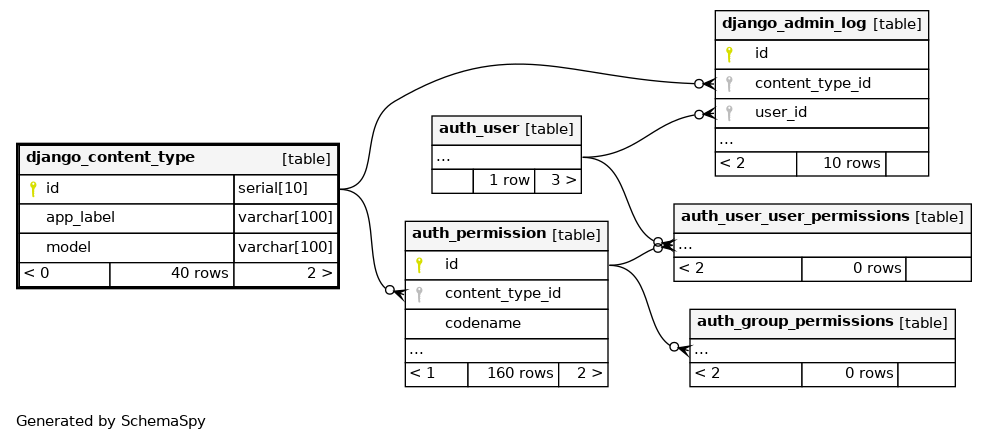 django_content_type [table]
id serial[10]
app_label varchar[100]
model varchar[100]
< 0 40 rows 2 >
auth_user [table]
...
1 row 3 >
auth_permission [table]
id
content_type_id
codename
...
< 1 160 rows 2 >
django_admin_log [table]
id
content_type_id
user_id
...
< 2 10 rows
auth_user_user_permissions [table]
...
< 2 0 rows
auth_group_permissions [table]
...
< 2 0 rows
Generated by SchemaSpy